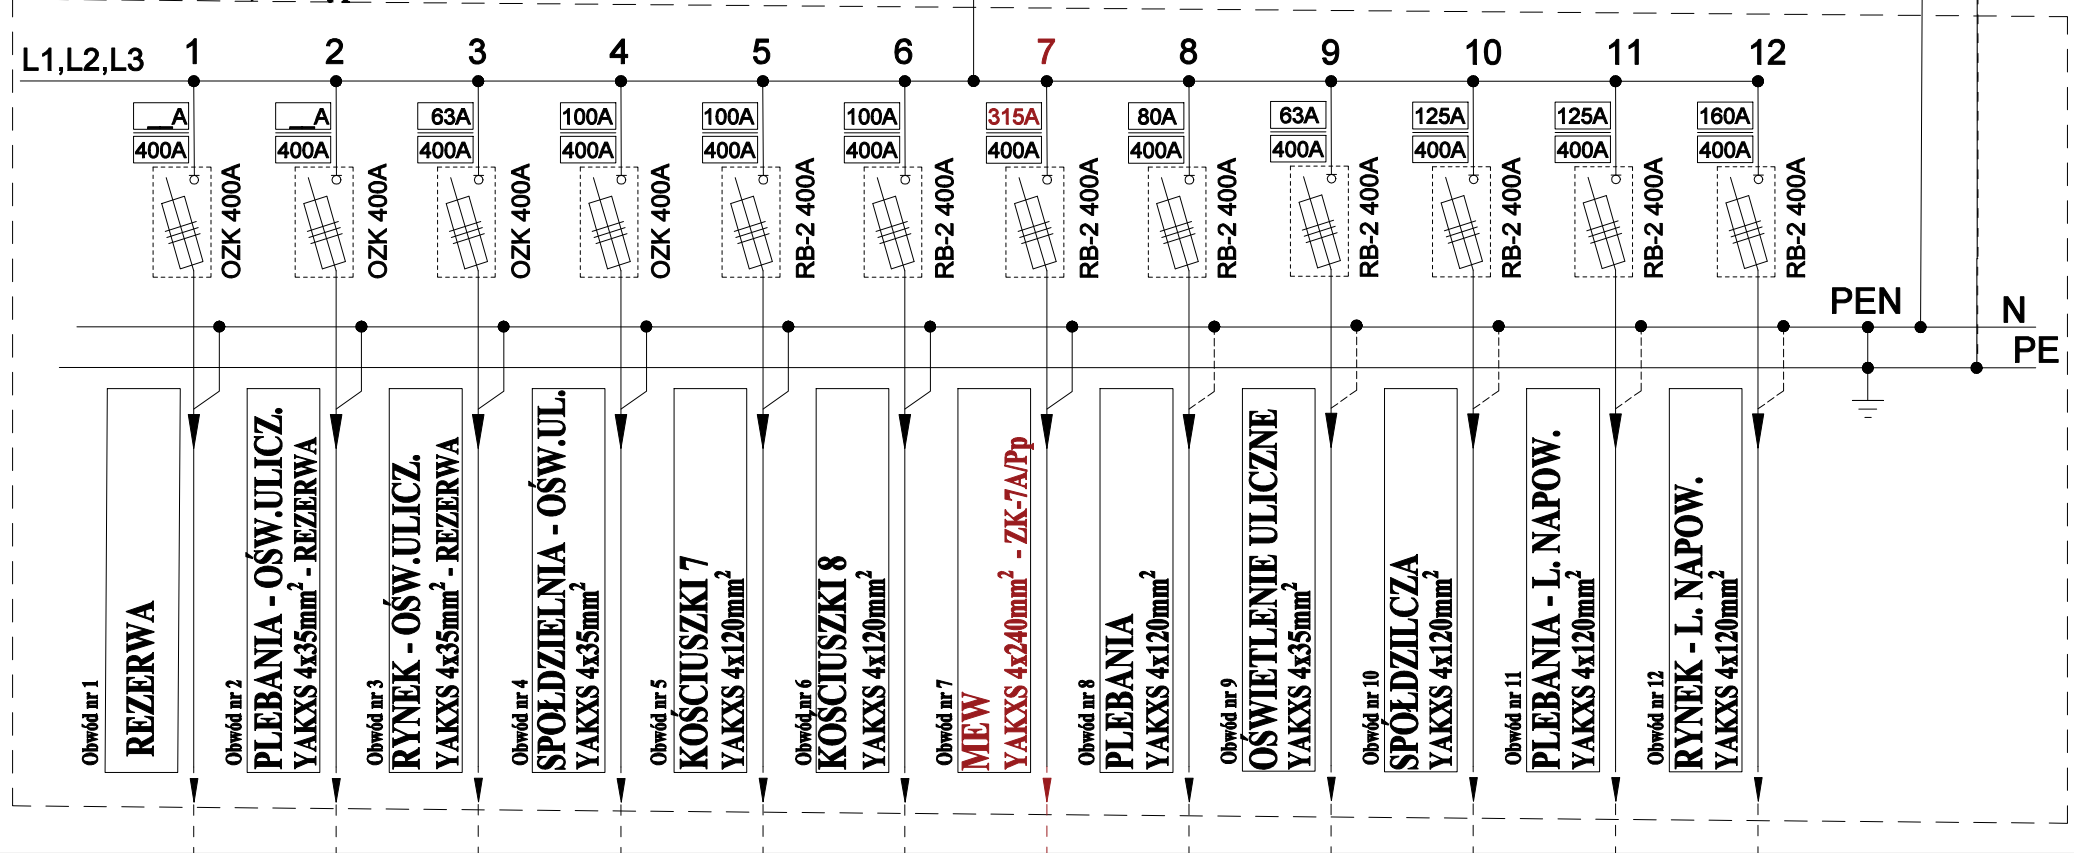 L1,L2,L3
1 2 3 4 5 6 7 8 9 10 11 12
__A __A 63A 100A 100A 100A 315A 80A 63A 125A 125A 160A
400A 400A 400A 400A 400A 400A 400A 400A 400A 400A 400A 400A
OZK 400A
OZK 400A
OZK 400A
OZK 400A
RB-2 400A
RB-2 400A
RB-2 400A
RB-2 400A
RB-2 400A
RB-2 400A
RB-2 400A
RB-2 400A
PEN
N
PE
Obwód nr 1
REZERWA
Obwód nr 2
PLEBANIA - OŚW.ULICZ.
YAKXS 4x35mm² - REZERWA
Obwód nr 3
RYNEK - OŚW.ULICZ.
YAKXS 4x35mm² - REZERWA
Obwód nr 4
SPOŁDZIELNIA - OŚW.UL.
YAKXS 4x35mm²
Obwód nr 5
KOŚCIUSZKI 7
YAKXS 4x120mm²
Obwód nr 6
KOŚCIUSZKI 8
YAKXS 4x120mm²
Obwód nr 7
MEW
YAKXS 4x240mm² - ZK-7A/Pp
Obwód nr 8
PLEBANIA
YAKXS 4x120mm²
Obwód nr 9
OŚWIETLENIE ULICZNE
YAKXS 4x35mm²
Obwód nr 10
SPÓŁDZILCZA
YAKXS 4x120mm²
Obwód nr 11
PLEBANIA - L. NAPOW.
YAKXS 4x120mm²
Obwód nr 12
RYNEK - L. NAPOW.
YAKXS 4x120mm²